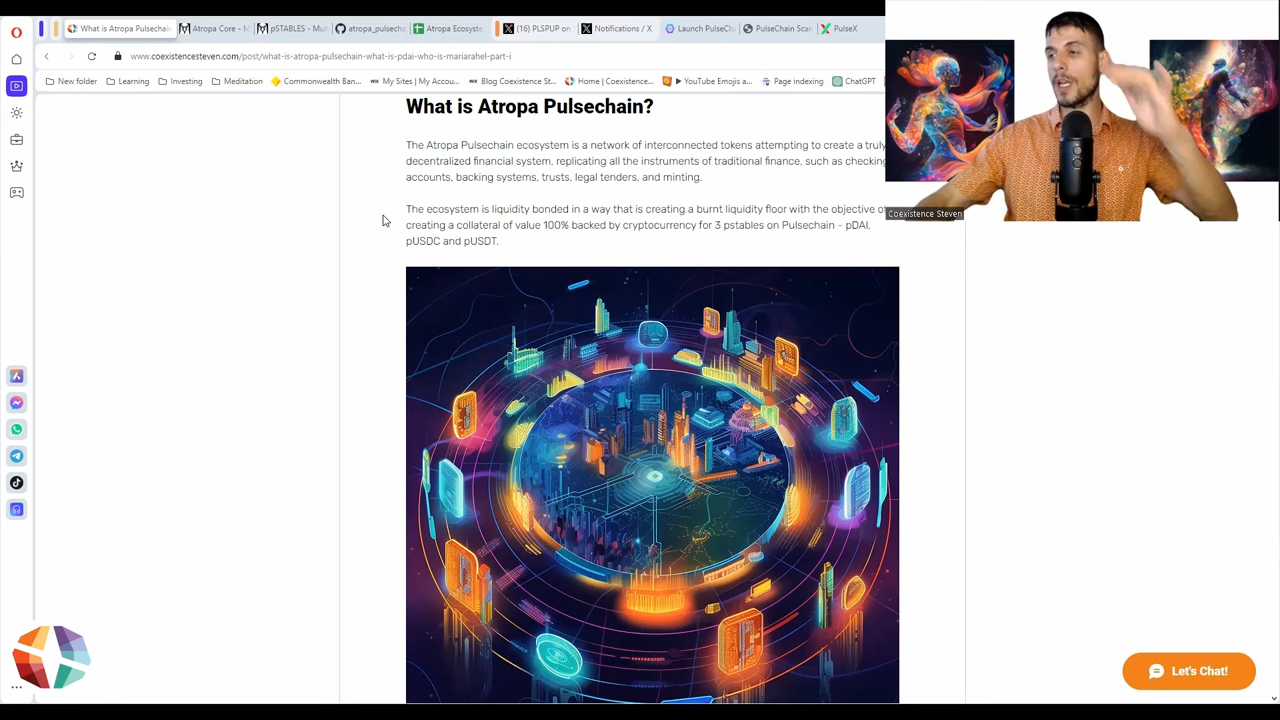 What is Atropa Pulsechain
Atropa Core - M
pSTABLES - Mul
atropa_pulsecha
Atropa Ecosyste
(16) PLSPUP on
Notifications / X
Launch PulseCh
PulseChain Scan
PulseX
www.coexistencesteven.com/post/what-is-atropa-pulsechain-what-is-pdai-who-is-mariarahel-part-i
New folder
Learning
Investing
Meditation
Commonwealth Ban...
My Sites | My Accou...
Blog Coexistence St...
Home | Coexistence...
YouTube Emojis a...
Page indexing
ChatGPT
What is Atropa Pulsechain?
The Atropa Pulsechain ecosystem is a network of interconnected tokens attempting to create a truly
decentralized financial system, replicating all the instruments of traditional finance, such as checking
accounts, backing systems, trusts, legal tenders, and minting.
The ecosystem is liquidity bonded in a way that is creating a burnt liquidity floor with the objective of
creating a collateral of value 100% backed by cryptocurrency for 3 pstables on Pulsechain - pDAI,
pUSDC and pUSDT.
Coexistence Steven
Let's Chat!